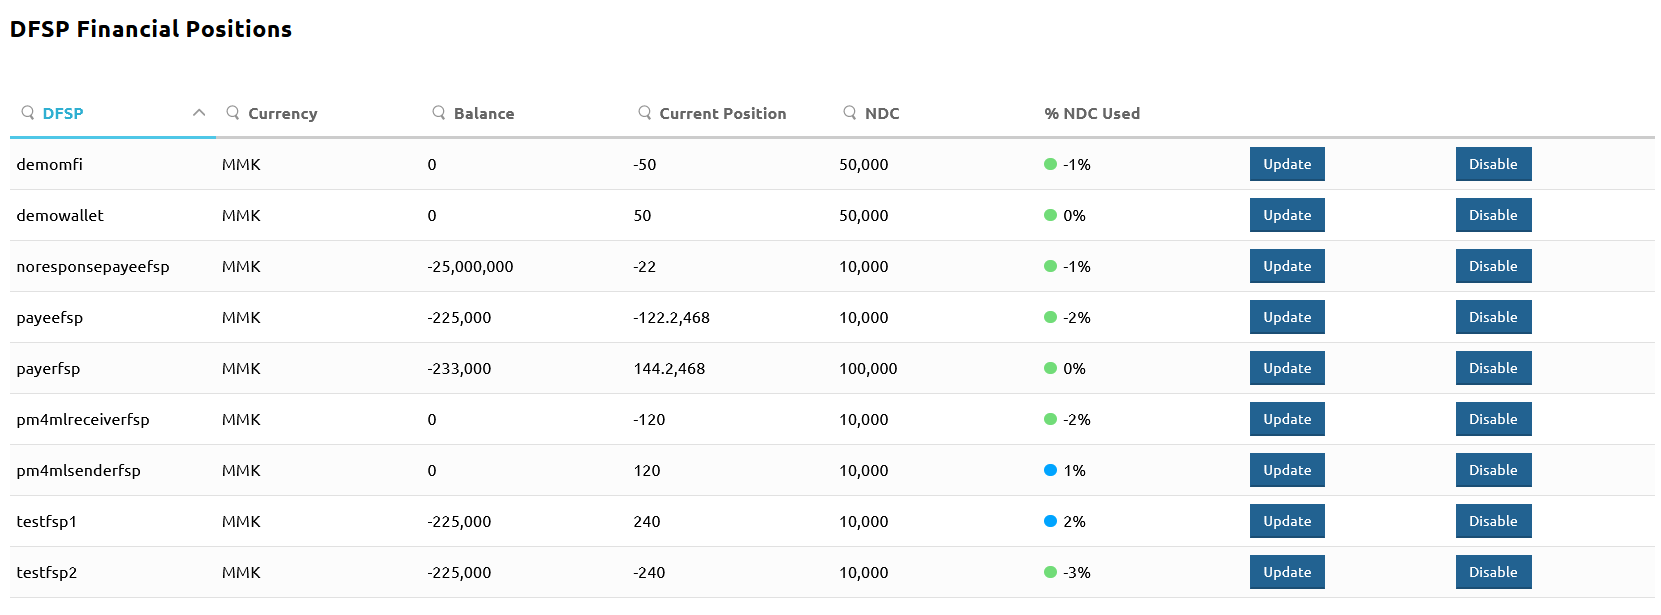 DFSP Financial Positions
DFSP Currency Balance Current Position NDC % NDC Used
demomfi MMK 0 -50 50,000 -1% Update Disable
demowallet MMK 0 50 50,000 0% Update Disable
noresponsepayeefsp MMK -25,000,000 -22 10,000 -1% Update Disable
payeefsp MMK -225,000 -122.2,468 10,000 -2% Update Disable
payerfsp MMK -233,000 144.2,468 100,000 0% Update Disable
pm4mlreceiverfsp MMK 0 -120 10,000 -2% Update Disable
pm4mlsenderfsp MMK 0 120 10,000 1% Update Disable
testfsp1 MMK -225,000 240 10,000 2% Update Disable
testfsp2 MMK -225,000 -240 10,000 -3% Update Disable